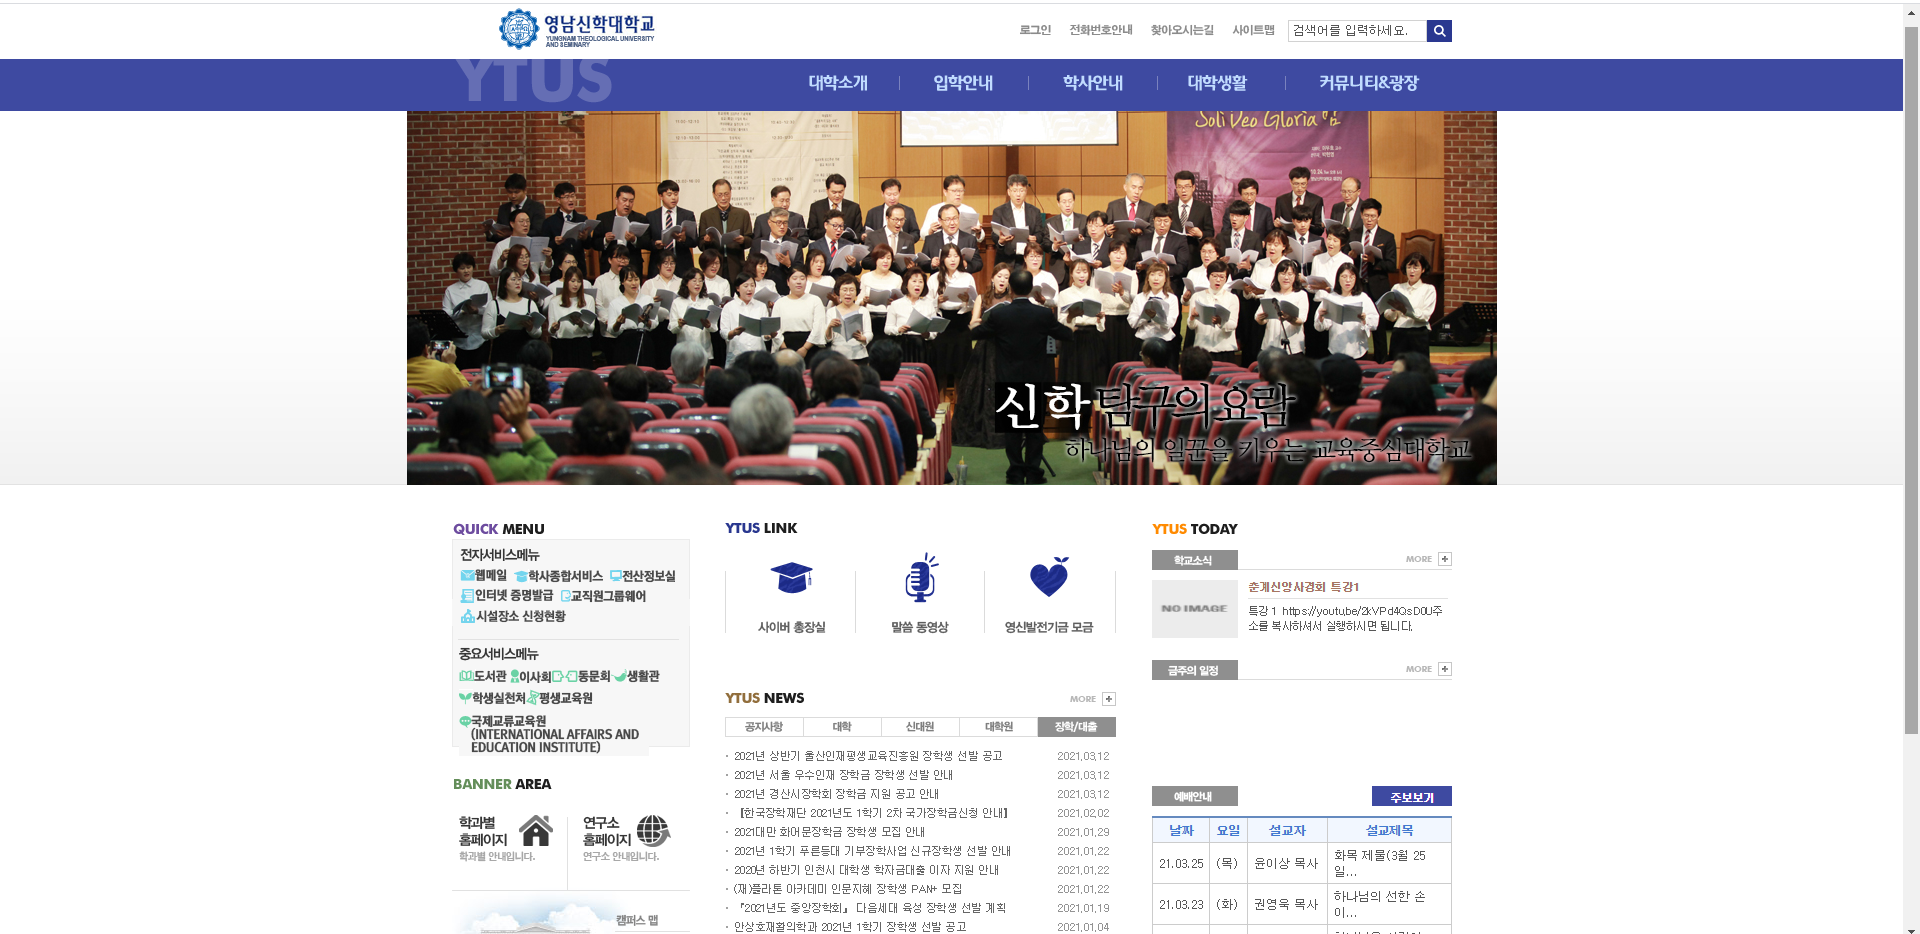 영남신학대학교
YUNGNAM THEOLOGICAL UNIVERSITY
AND SEMINARY
로그인 전화번호안내 찾아오시는길 사이트맵 검색어를 입력하세요.
YTUS
대학소개 입학안내 학사안내 대학생활 커뮤니티&광장
Soli Deo Gloria
신학 탐구의 요람
하나님의 일꾼을 키우는 교육중심대학교
QUICK MENU
전자서비스메뉴
웹메일 학사종합서비스 전산정보실
인터넷 증명발급 교직원그룹웨어
시설장소 신청현황
중요서비스메뉴
도서관 이사회 동문회 생활관
학생실천처 평생교육원
국제교류교육원
(INTERNATIONAL AFFAIRS AND
EDUCATION INSTITUTE)
BANNER AREA
학과별
홈페이지
학과별 안내입니다.
연구소
홈페이지
연구소 안내입니다.
캠퍼스 맵
YTUS LINK
사이버 총장실 말씀 동영상 영신발전기금 모금
YTUS NEWS MORE
공지사항 대학 신대원 대학원 장학/대출
· 2021년 상반기 울산인재평생교육진흥원 장학생 선발 공고 2021.03.12
· 2021년 서울 우수인재 장학금 장학생 선발 안내 2021.03.12
· 2021년 경산시장학회 장학금 지원 공고 안내 2021.03.12
· [한국장학재단 2021년도 1학기 2차 국가장학금신청 안내] 2021.02.02
· 2021대만 화어문장학금 장학생 모집 안내 2021.01.29
· 2021년 1학기 푸른등대 기부장학사업 신규장학생 선발 안내 2021.01.22
· 2020년 하반기 인천시 대학생 학자금대출 이자 지원 안내 2021.01.22
· (재)플라톤 아카데미 인문지혜 장학생 PAN+ 모집 2021.01.22
· 『2021년도 중앙장학회』 다음세대 육성 장학생 선발 계획 2021.01.19
· 안상호재활의학과 2021년 1학기 장학생 선발 공고 2021.01.04
YTUS TODAY
학교소식 MORE
NO IMAGE
춘계신앙사경회 특강1
특강 1 https://youtu.be/2kVPd4QsD0U주
소를 복사하셔서 실행하시면 됩니다.
금주의 일정 MORE
예배안내 주보보기
날짜 요일 설교자 설교제목
21.03.25 (목) 윤이상 목사 화목 제물(3월 25
일...
21.03.23 (화) 권영욱 목사 하나님의 선한 손
이...